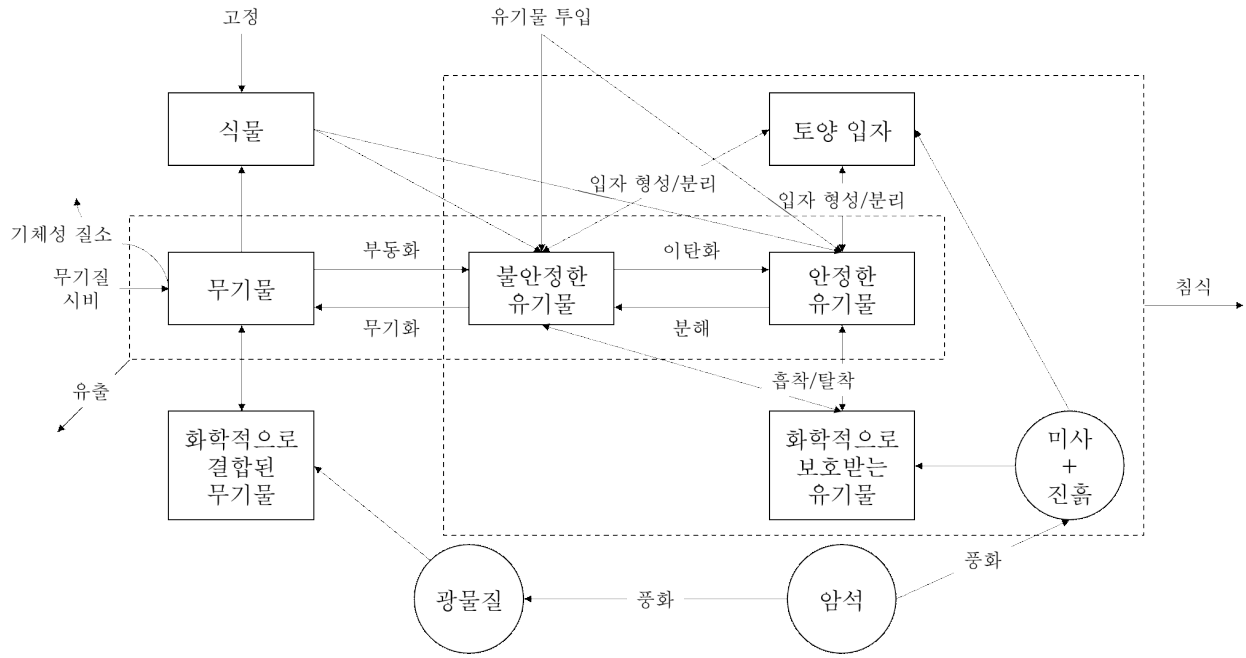 고정
유기물 투입
식물
토양 입자
입자 형성/분리
입자 형성/분리
기체성 질소
무기질
시비
무기물
부동화
무기화
불안정한
유기물
이탄화
분해
안정한
유기물
침식
유출
흡착/탈착
화학적으로
결합된
무기물
화학적으로
보호받는
유기물
미사
+
진흙
풍화
광물질
풍화
암석